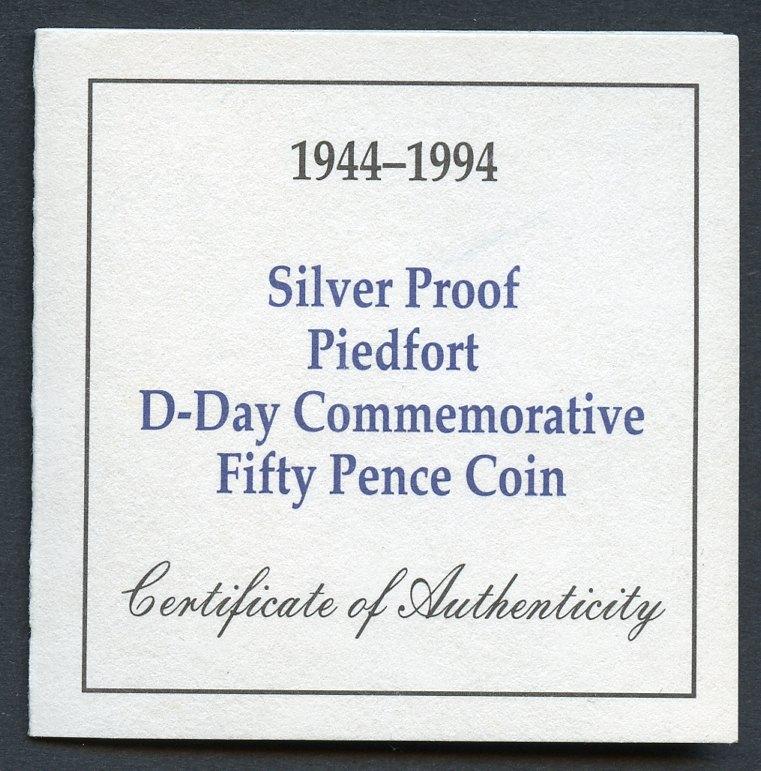 1944–1994
Silver Proof
Piedfort
D-Day Commemorative
Fifty Pence Coin
Certificate of Authenticity